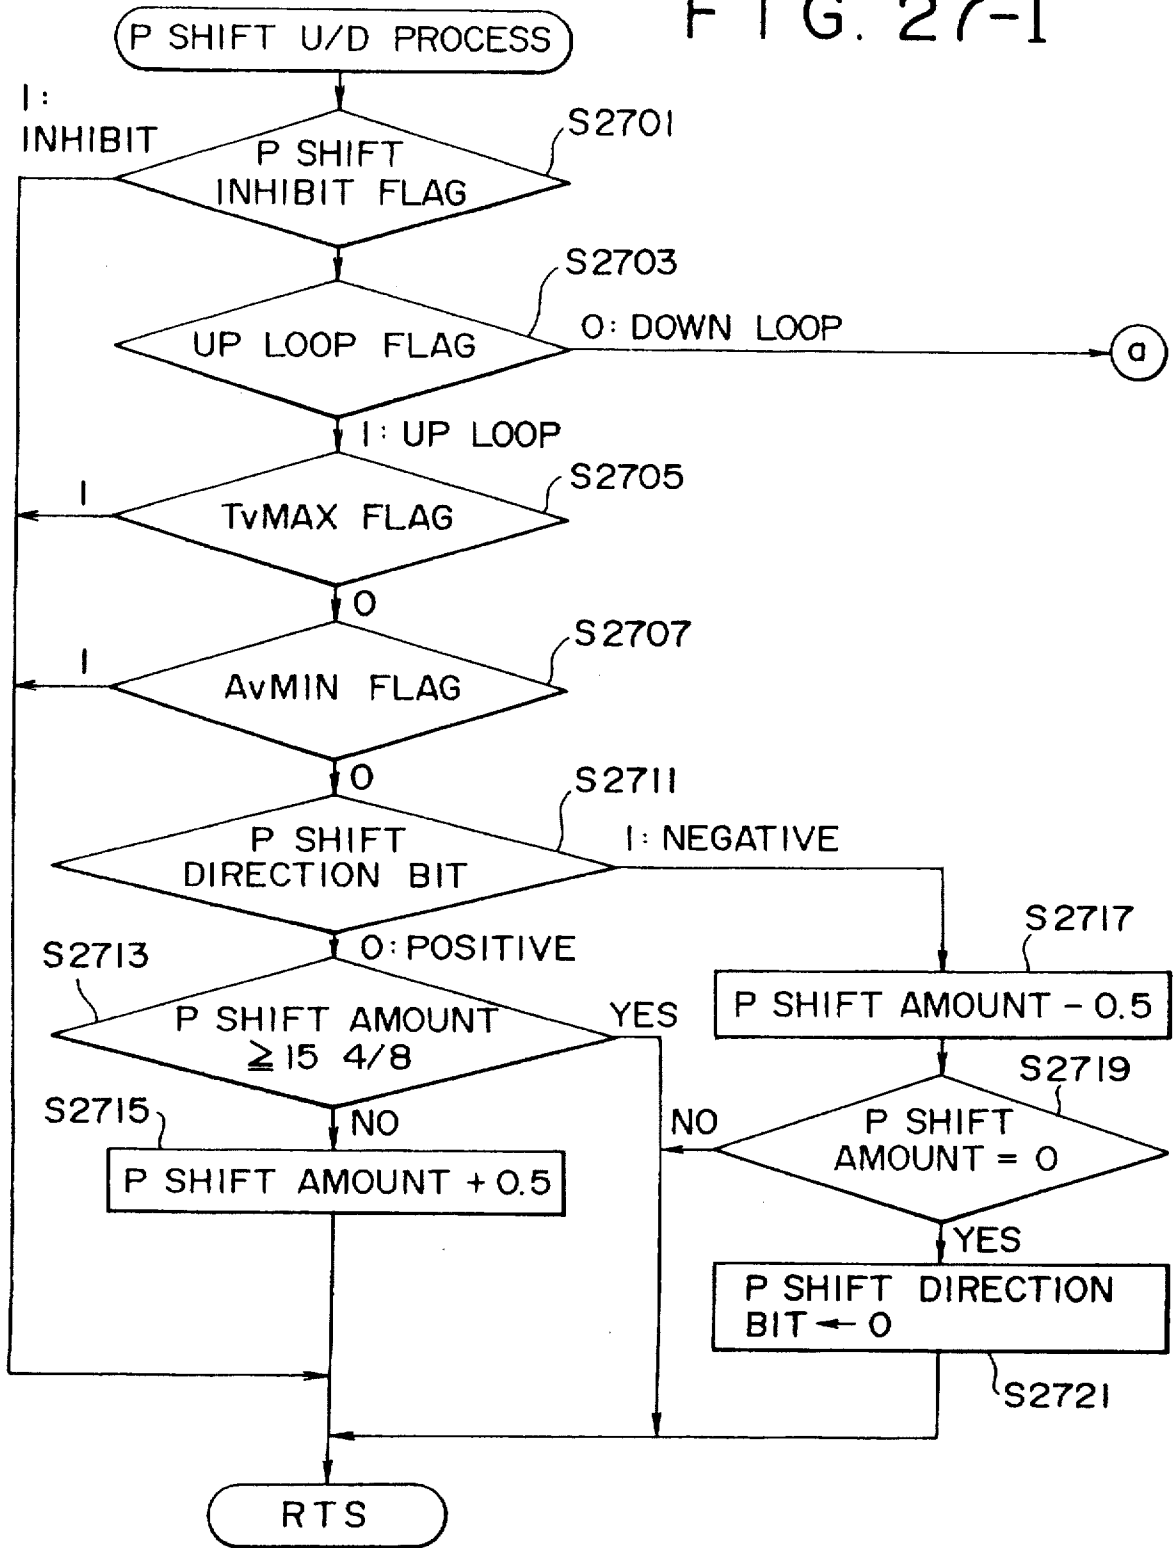 FIG. 27-1
P SHIFT U/D PROCESS
1:
INHIBIT
S2701
P SHIFT
INHIBIT FLAG
S2703
UP LOOP FLAG
0: DOWN LOOP
a
1: UP LOOP
S2705
1
TvMAX FLAG
0
S2707
1
AvMIN FLAG
0
S2711
P SHIFT
DIRECTION BIT
1: NEGATIVE
0: POSITIVE
S2713
P SHIFT AMOUNT
≧ 15 4/8
YES
S2717
P SHIFT AMOUNT - 0.5
S2715
NO
P SHIFT AMOUNT + 0.5
S2719
NO
P SHIFT
AMOUNT = 0
YES
P SHIFT DIRECTION
BIT ← 0
S2721
RTS